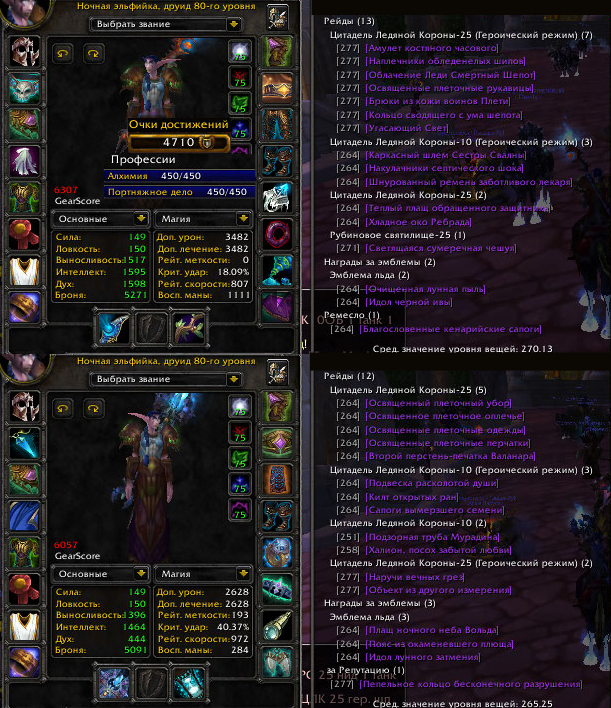 Ночная эльфийка, друид 80-го уровня
Выбрать звание
75
75
75
Очки достижений
4710
Профессии
Алхимия 450/450
Портняжное дело 450/450
6307
GearScore
Основные
Магия
Сила: 149
Ловкость: 150
Выносливость: 1517
Интеллект: 1595
Дух: 1598
Броня: 5271
Доп. урон: 3482
Доп. лечение: 3482
Рейт. меткости: 0
Крит. удар: 18.09%
Рейт. скорости: 807
Восп. маны: 1111
Рейды (13)
Цитадель Ледяной Короны-25 (Героический режим) (7)
[277] [Амулет костяного часового]
[277] [Наплечники обледенелых шипов]
[277] [Облачение Леди Смертный Шепот]
[277] [Освященные плеточные рукавицы]
[277] [Брюки из кожи воинов Плети]
[277] [Кольцо сводящего с ума шепота]
[277] [Угасающий Свет]
Цитадель Ледяной Короны-10 (Героический режим) (3)
[264] [Каркасный шлем Сестры Свалны]
[264] [Накулачники септического шока]
[264] [Шнурованный ремень заботливого лекаря]
Цитадель Ледяной Короны-25 (2)
[264] [Теплый плащ обращенного защитника]
[264] [Хладное око Ребрада]
Рубиновое святилище-25 (1)
[271] [Светящаяся сумеречная чешуя]
Награды за эмблемы (2)
Эмблема льда (2)
[264] [Очищенная лунная пыль]
[264] [Идол черной ивы]
Ремесло (1)
[264] [Благословенные кенарийские сапоги]
Сред. значение уровня вещей: 270.13
Ночная эльфийка, друид 80-го уровня
Выбрать звание
75
75
75
75
6057
GearScore
Основные
Магия
Сила: 149
Ловкость: 150
Выносливость: 1396
Интеллект: 1464
Дух: 444
Броня: 5091
Доп. урон: 2628
Доп. лечение: 2628
Рейт. меткости: 193
Крит. удар: 40.37%
Рейт. скорости: 972
Восп. маны: 284
Рейды (12)
Цитадель Ледяной Короны-25 (5)
[264] [Освященный плеточный убор]
[264] [Освященное плеточное оплечье]
[264] [Освященные плеточные одежды]
[264] [Освященные плеточные перчатки]
[264] [Второй перстень-печатка Валанара]
Цитадель Ледяной Короны-10 (Героический режим) (3)
[264] [Подвеска расколотой души]
[264] [Килт открытых ран]
[264] [Сапоги вымерзшего семени]
Цитадель Ледяной Короны-10 (2)
[251] [Подзорная труба Мурадина]
[258] [Халион, посох забытой любви]
Цитадель Ледяной Короны-25 (Героический режим) (2)
[277] [Наручи вечных грез]
[277] [Объект из другого измерения]
Награды за эмблемы (3)
Эмблема льда (3)
[264] [Плащ ночного неба Вольда]
[264] [Пояс из окаменевшего плюща]
[264] [Идол лунного затмения]
за Репутацию (1)
[277] [Пепельное кольцо бесконечного разрушения]
Сред. значение уровня вещей: 265.25